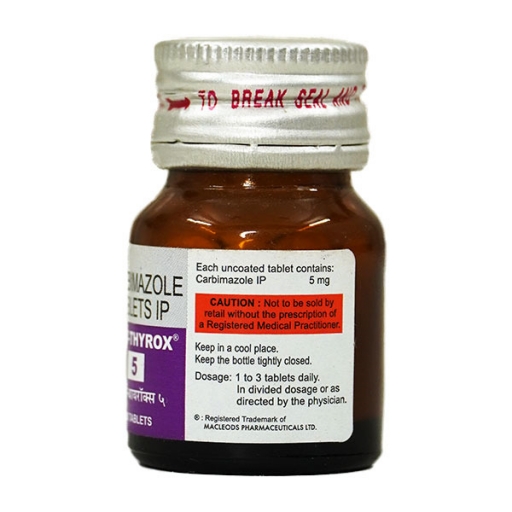 TO BREAK SEAL AND
BIMAZOLE
LETS IP
-THYROX®
5
५
TABLETS
Each uncoated tablet contains:
Carbimazole IP 5 mg
CAUTION : Not to be sold by
retail without the prescription of
a Registered Medical Practitioner.
Keep in a cool place.
Keep the bottle tightly closed.
Dosage: 1 to 3 tablets daily.
In divided dosage or as
directed by the physician.
® : Registered Trademark of
MACLEODS PHARMACEUTICALS LTD.